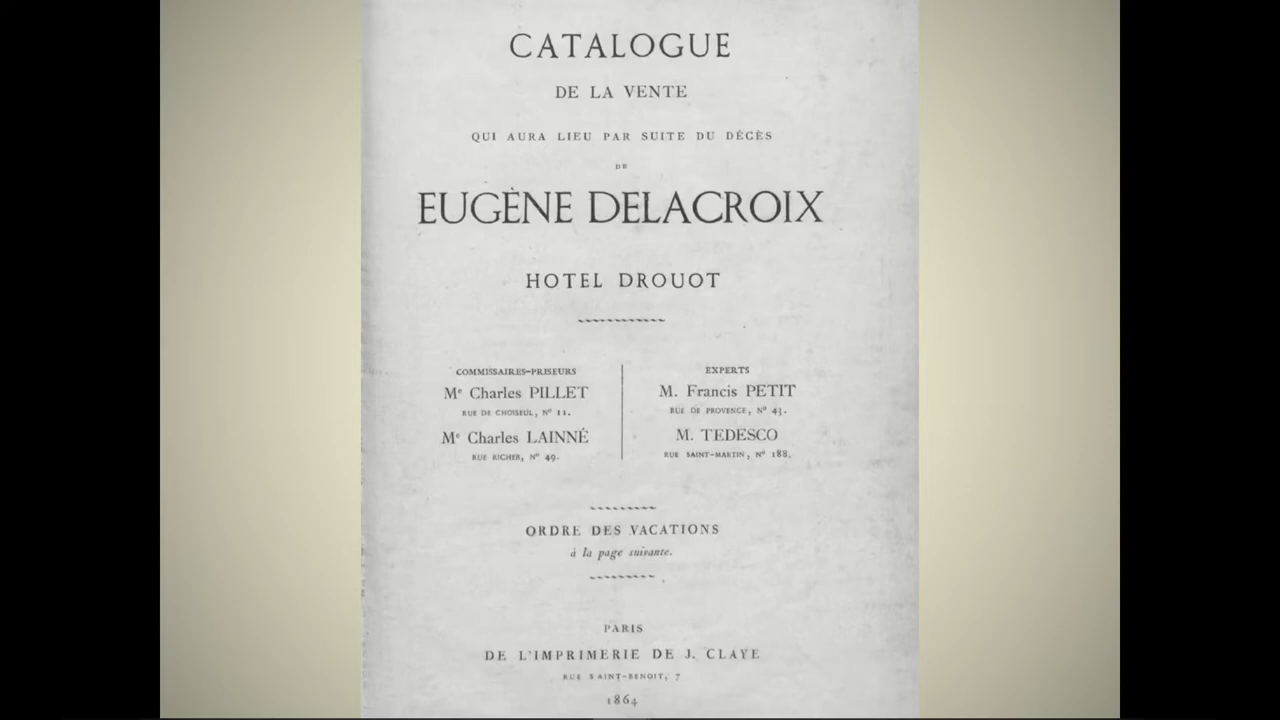 CATALOGUE
DE LA VENTE
QUI AURA LIEU PAR SUITE DU DÉCÈS
DE
EUGÈNE DELACROIX
HOTEL DROUOT
COMMISSAIRES-PRISEURS
Me Charles PILLET
RUE DE CHOISEUL, No 11.
Me Charles LAINNÉ
RUE RICHER, No 49.
EXPERTS
M. Francis PETIT
RUE DE PROVENCE, No 43.
M. TEDESCO
RUE SAINT-MARTIN, No 188.
ORDRE DES VACATIONS
à la page suivante.
PARIS
DE L'IMPRIMERIE DE J. CLAYE
RUE SAINT-BENOIT, 7
1864